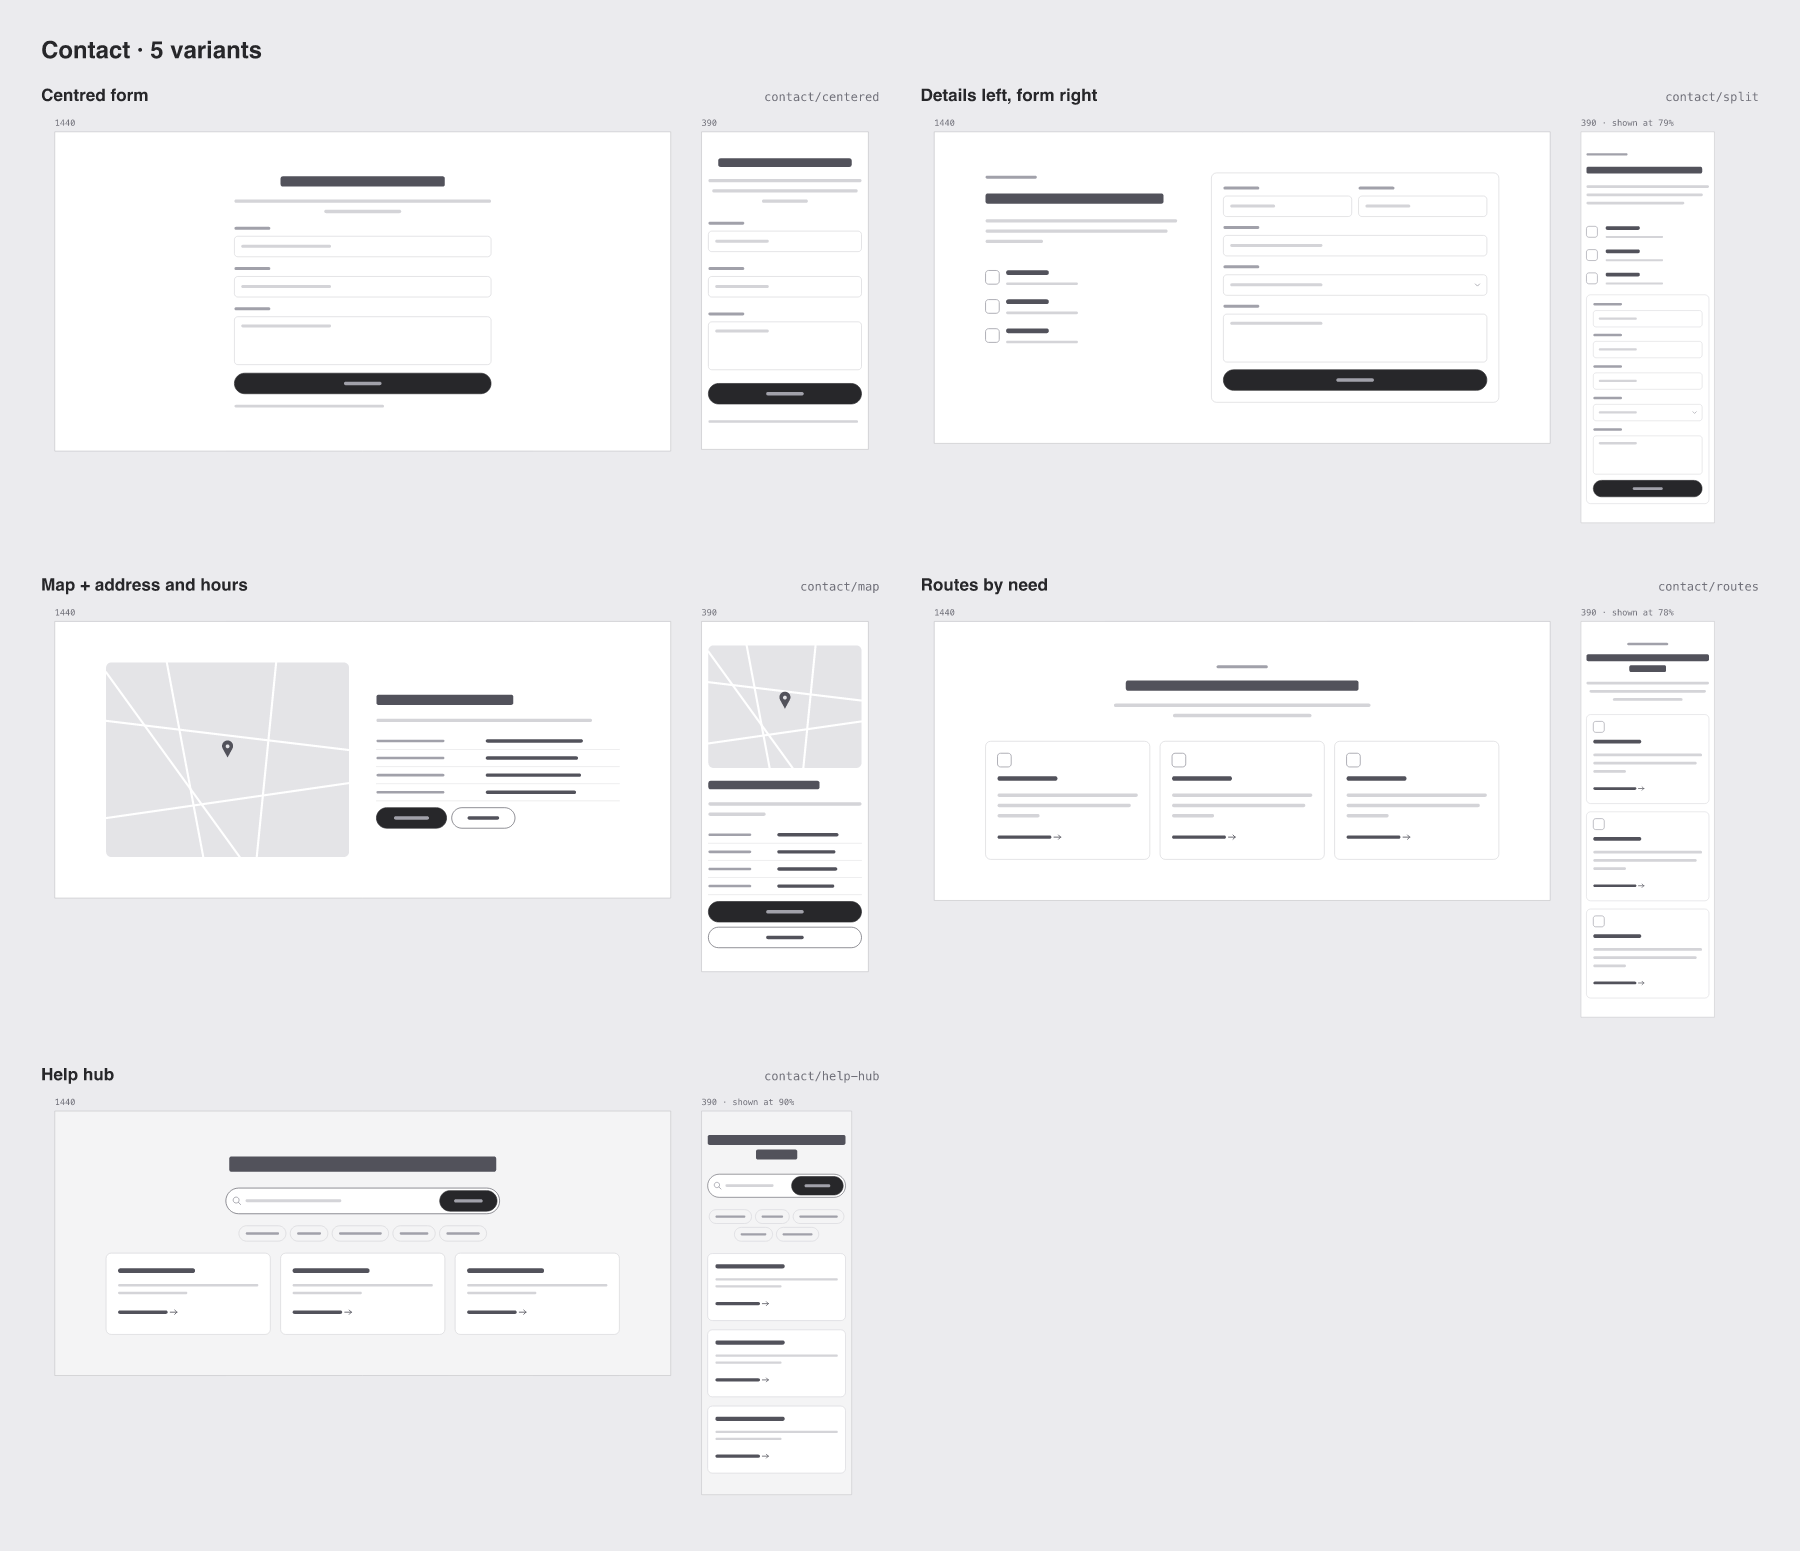 Contact · 5 variants
Centred form
contact/centered
1440
390
Details left, form right
contact/split
1440
390 · shown at 79%
Map + address and hours
contact/map
1440
390
Routes by need
contact/routes
1440
390 · shown at 78%
Help hub
contact/help-hub
1440
390 · shown at 90%